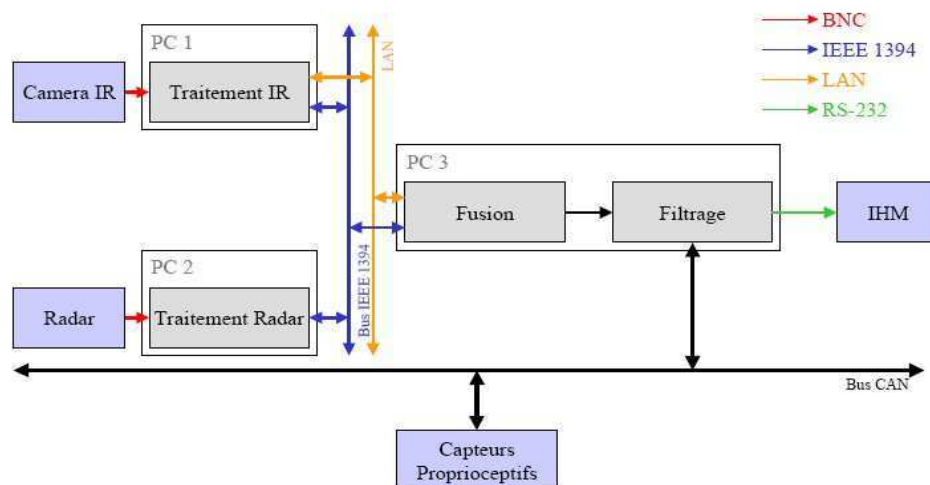 PC 1
Camera IR
Traitement IR
LAN
BNC
IEEE 1394
LAN
RS-232
PC 3
Fusion
Filtrage
IHM
PC 2
Radar
Traitement Radar
Bus IEEE 1394
Bus CAN
Capteurs
Proprioceptifs